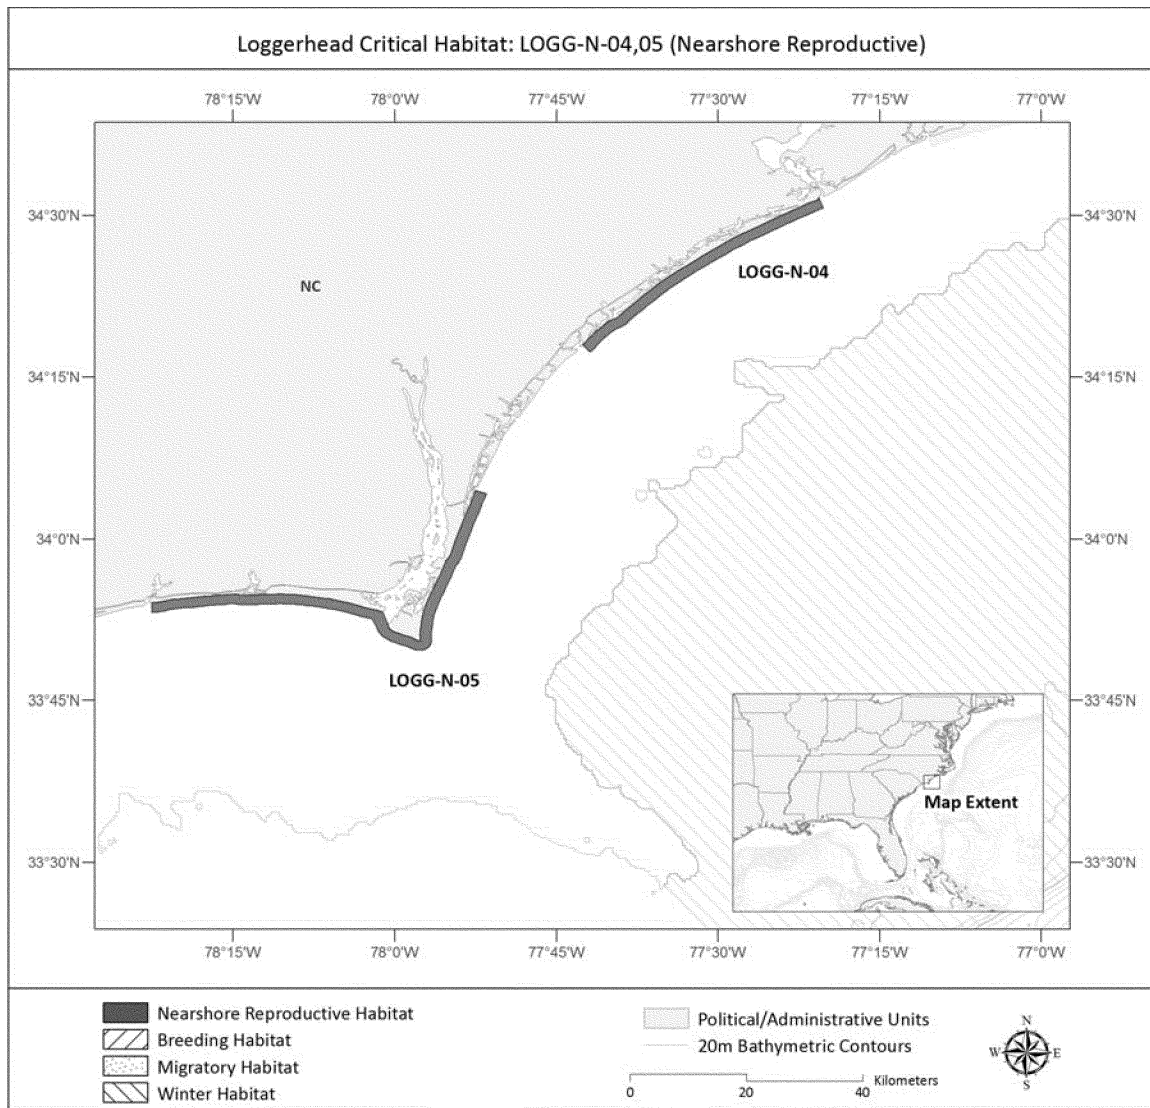 Loggerhead Critical Habitat: LOGG-N-04,05 (Nearshore Reproductive)
78°15'W 78°0'W 77°45'W 77°30'W 77°15'W 77°0'W
34°30'N 34°30'N
LOGG-N-04
NC
34°15'N 34°15'N
34°0'N 34°0'N
LOGG-N-05
33°45'N 33°45'N
Map Extent
33°30'N 33°30'N
78°15'W 78°0'W 77°45'W 77°30'W 77°15'W 77°0'W
Nearshore Reproductive Habitat
Breeding Habitat
Migratory Habitat
Winter Habitat
Political/Administrative Units
20m Bathymetric Contours
Kilometers
0 20 40
N
W E
S